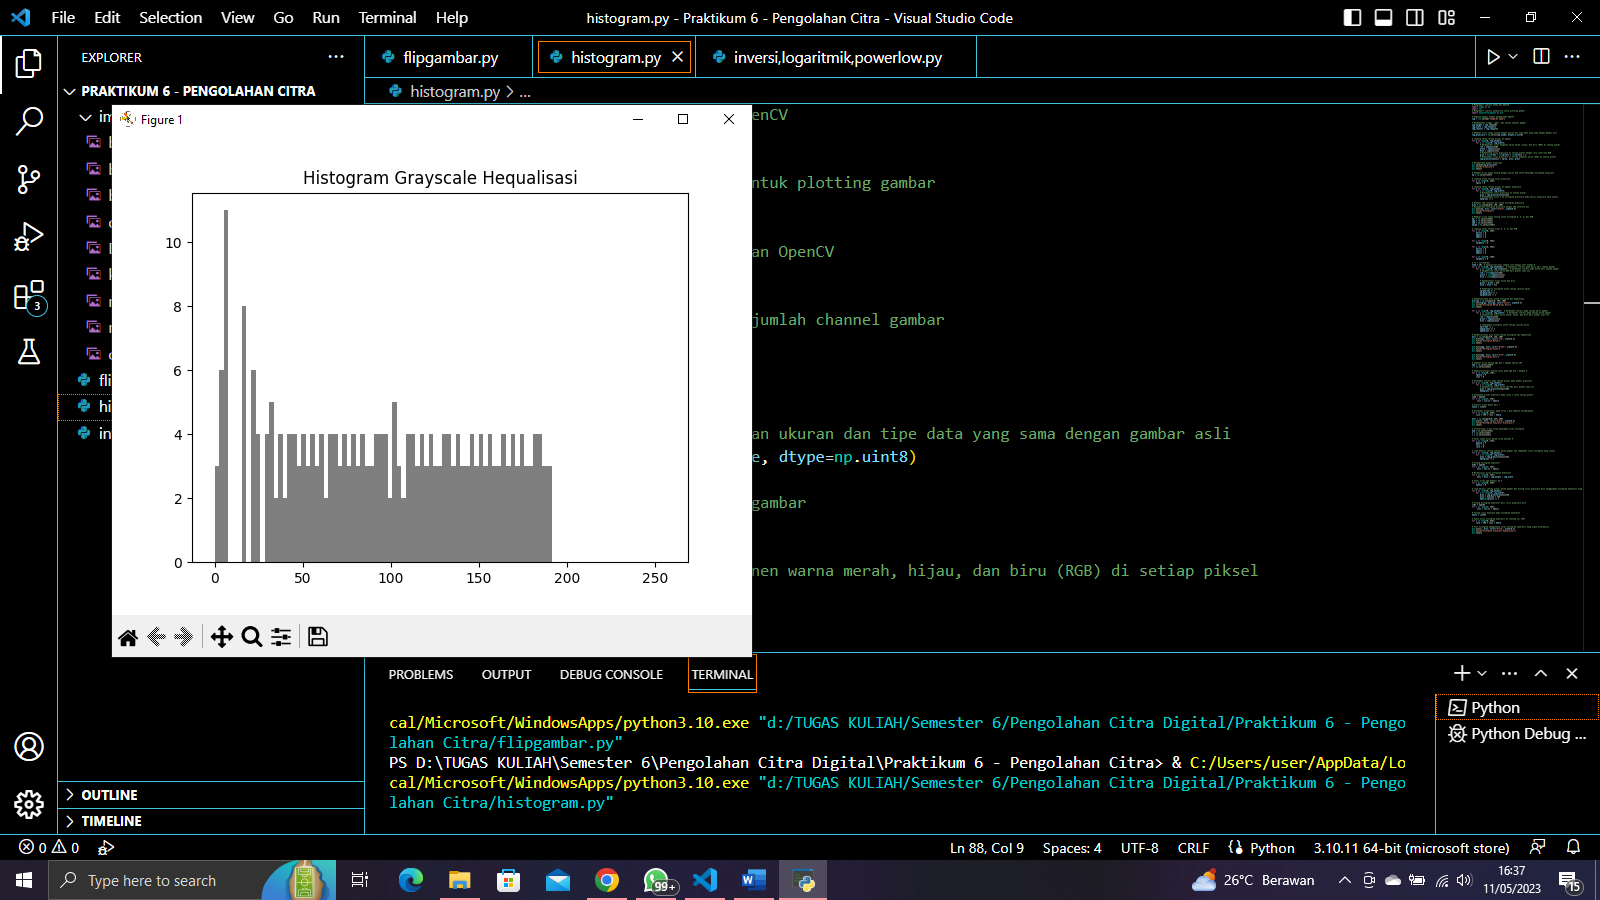 File Edit Selection View Go Run Terminal Help
histogram.py - Praktikum 6 - Pengolahan Citra - Visual Studio Code
EXPLORER
flipgambar.py
histogram.py
inversi,logaritmik,powerlow.py
PRAKTIKUM 6 - PENGOLAHAN CITRA
histogram.py > ...
Figure 1
Histogram Grayscale Hequalisasi
10
8
6
4
2
0
0 50 100 150 200 250
enCV
ntuk plotting gambar
an OpenCV
jumlah channel gambar
an ukuran dan tipe data yang sama dengan gambar asli
e, dtype=np.uint8)
gambar
nen warna merah, hijau, dan biru (RGB) di setiap piksel
fli
hi
in
3
PROBLEMS OUTPUT DEBUG CONSOLE TERMINAL
cal/Microsoft/WindowsApps/python3.10.exe "d:/TUGAS KULIAH/Semester 6/Pengolahan Citra Digital/Praktikum 6 - Pengo
lahan Citra/flipgambar.py"
PS D:\TUGAS KULIAH\Semester 6\Pengolahan Citra Digital\Praktikum 6 - Pengolahan Citra> & C:/Users/user/AppData/Lo
cal/Microsoft/WindowsApps/python3.10.exe "d:/TUGAS KULIAH/Semester 6/Pengolahan Citra Digital/Praktikum 6 - Pengo
lahan Citra/histogram.py"
Python
Python Debug ...
OUTLINE
TIMELINE
0 0
Ln 88, Col 9 Spaces: 4 UTF-8 CRLF Python 3.10.11 64-bit (microsoft store)
Type here to search
99+
26°C Berawan
16:37
11/05/2023
15